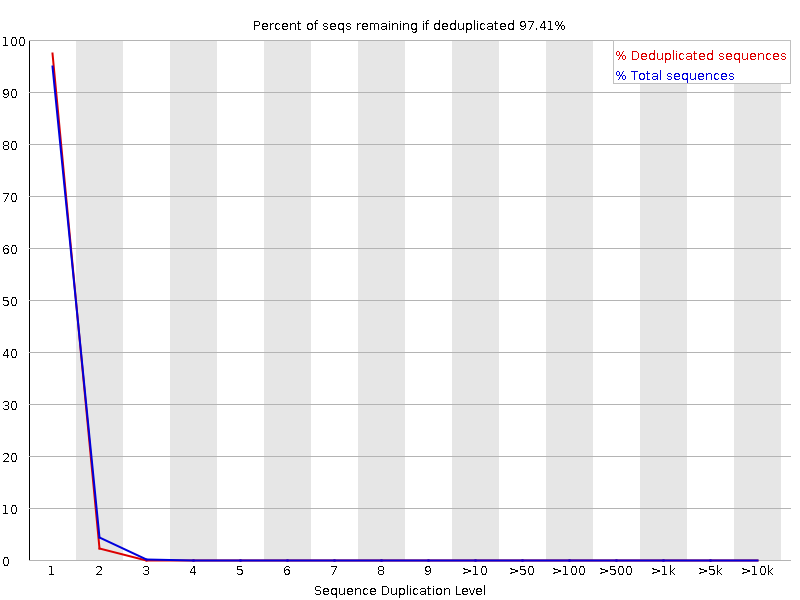 Percent of seqs remaining if deduplicated 97.41%
% Deduplicated sequences
% Total sequences
100
90
80
70
60
50
40
30
20
10
0
1 2 3 4 5 6 7 8 9 >10 >50 >100 >500 >1k >5k >10k
Sequence Duplication Level